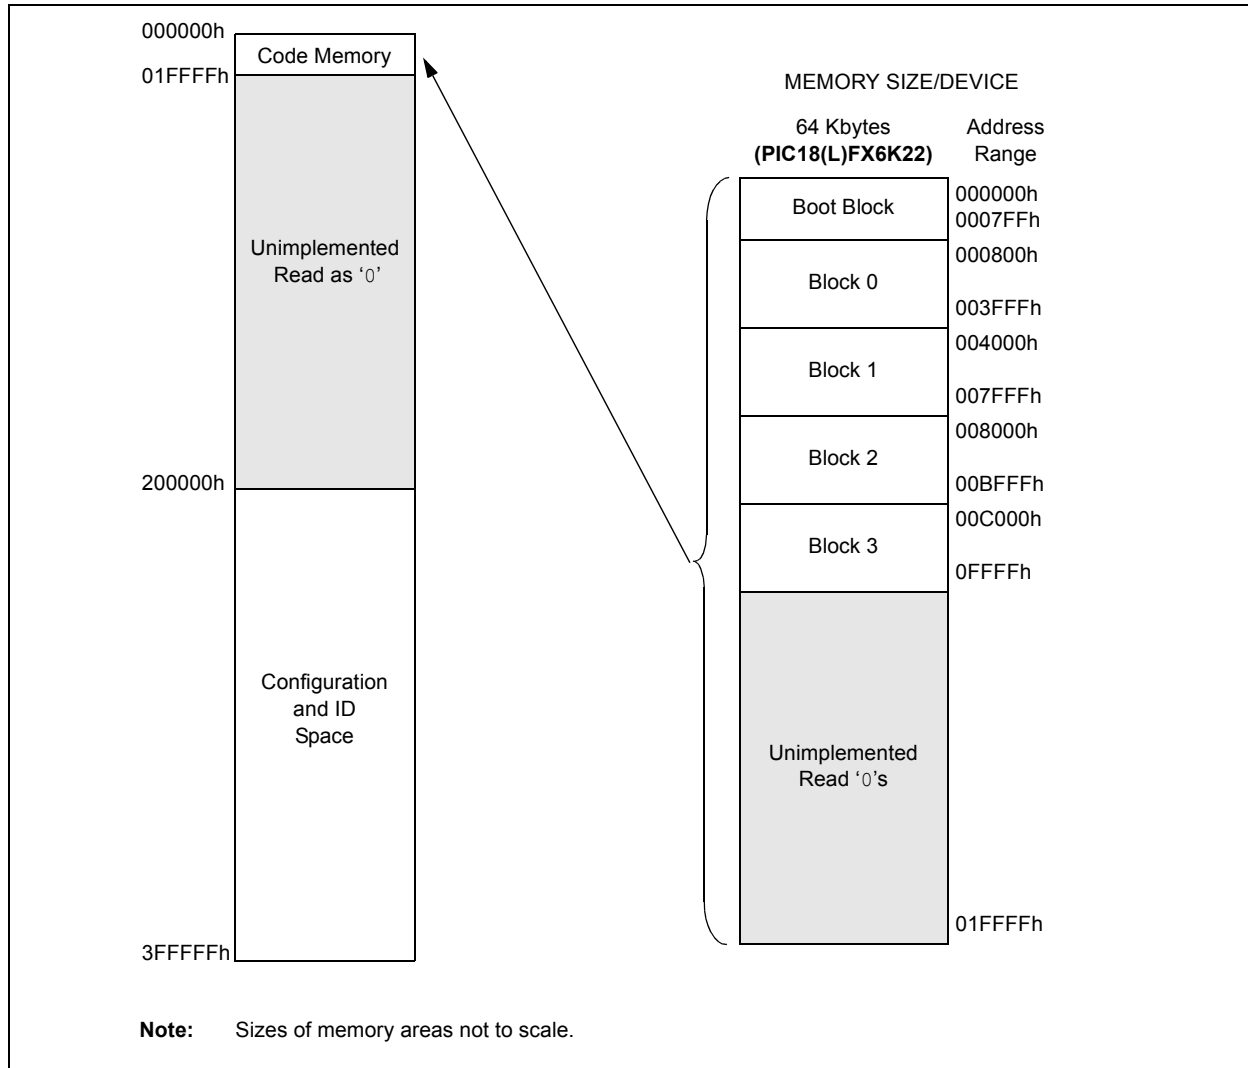 000000h
Code Memory
01FFFFh
Unimplemented
Read as ‘0’
200000h
Configuration
and ID
Space
3FFFFFh
MEMORY SIZE/DEVICE
64 Kbytes
(PIC18(L)FX6K22)
Address
Range
Boot Block
000000h
0007FFh
Block 0
000800h
003FFFh
Block 1
004000h
007FFFh
Block 2
008000h
00BFFFh
Block 3
00C000h
0FFFFh
Unimplemented
Read ‘0’s
01FFFFh
Note: Sizes of memory areas not to scale.